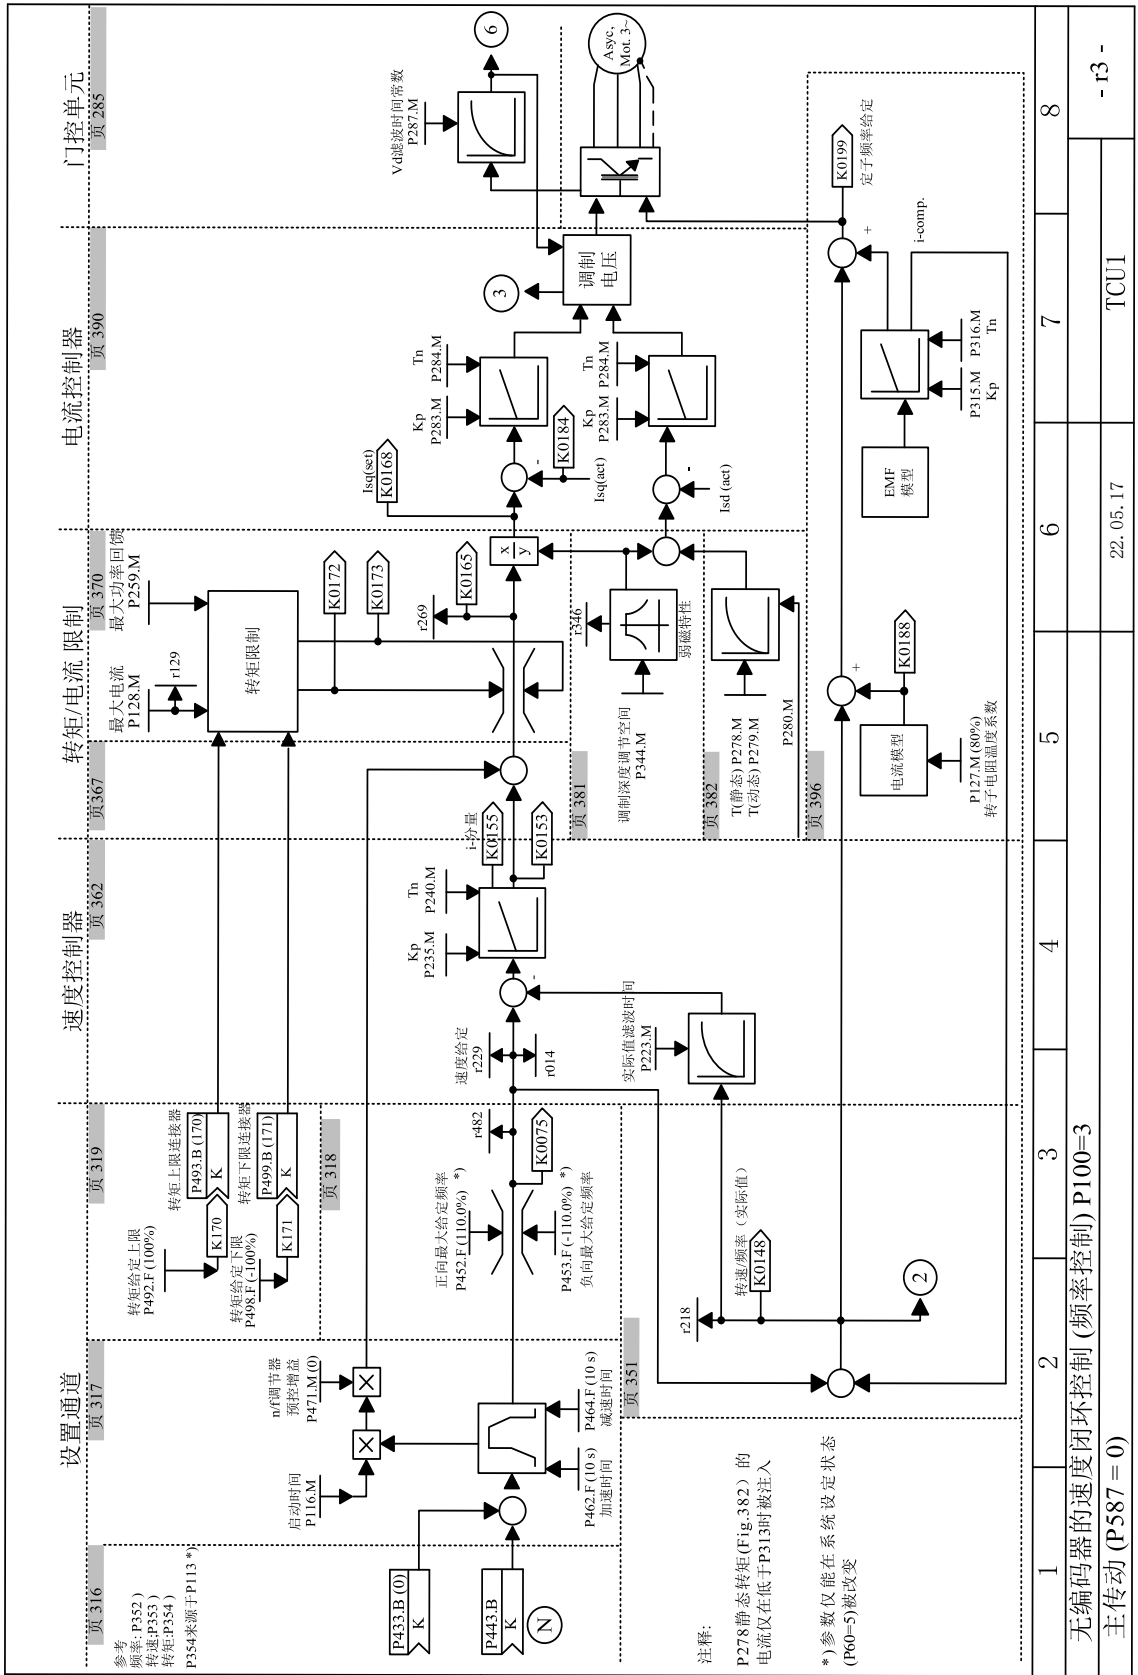 设置通道
速度控制器
转矩/电流 限制
电流控制器
门控单元
页 316
页 317
页 319
页 318
页 362
页367
页 370
页 390
页 285
参考
频率: P352 )
转速;P353 )
转矩:P354 )
P354来源于P113 *)
P433.B (0)
K
P443.B
K
N
启动时间
P116.M
n/f调节器
预控增益
P471.M (0)
P462.F (10 s)
加速时间
P464.F (10 s)
减速时间
转矩给定上限
P492.F (100%)
转矩给定下限
P498.F (-100%)
K170
K171
转矩上限连接器
P493.B (170)
K
转矩下限连接器
P499.B (171)
K
正向最大给定频率
P452.F (110.0%) *)
P453.F (-110.0%) *)
负向最大给定频率
r482
K0075
速度给定
r229
r014
Kp
P235.M
Tn
P240.M
i-分量
K0155
K0153
实际值滤波时间
P223.M
最大电流
P128.M
r129
最大功率回馈
P259.M
转矩限制
K0172
K0173
r269
K0165
x
y
Isq(set)
K0168
K0184
Isq(act)
Isd (act)
Kp
P283.M
Tn
P284.M
Kp
P283.M
Tn
P284.M
3
调制
电压
Vd滤波时间常数
P287.M
6
Asyc,
Mot. 3~
页 381
调制深度调节空间
P344.M
r346
弱磁特性
页 382
T(静态) P278.M
T(动态) P279.M
P280.M
页 396
页 351
r218
转速/频率（实际值）
K0148
2
电流模型
K0188
P127.M (80%)
转子电阻温度系数
EMF
模型
P315.M
Kp
P316.M
Tn
i-comp.
K0199
定子频率给定
注释:
P278静态转矩(Fig,382）的
电流仅在低于P313时被注入
*)参数仅能在系统设定状态
(P60=5)被改变
1
2
3
4
5
6
7
8
无编码器的速度闭环控制 (频率控制) P100=3
主传动 (P587 = 0)
22. 05. 17
TCU1
- r3 -